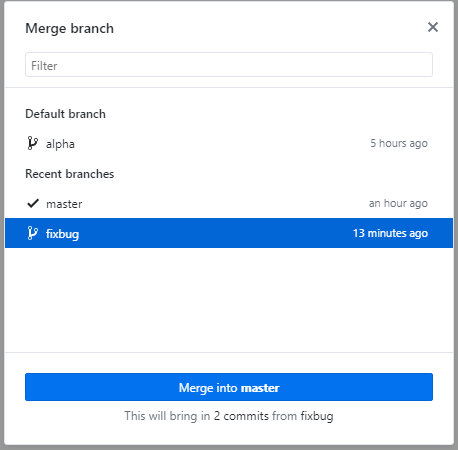 Merge branch
Filter
Default branch
alpha 5 hours ago
Recent branches
master an hour ago
fixbug 13 minutes ago
Merge into master
This will bring in 2 commits from fixbug